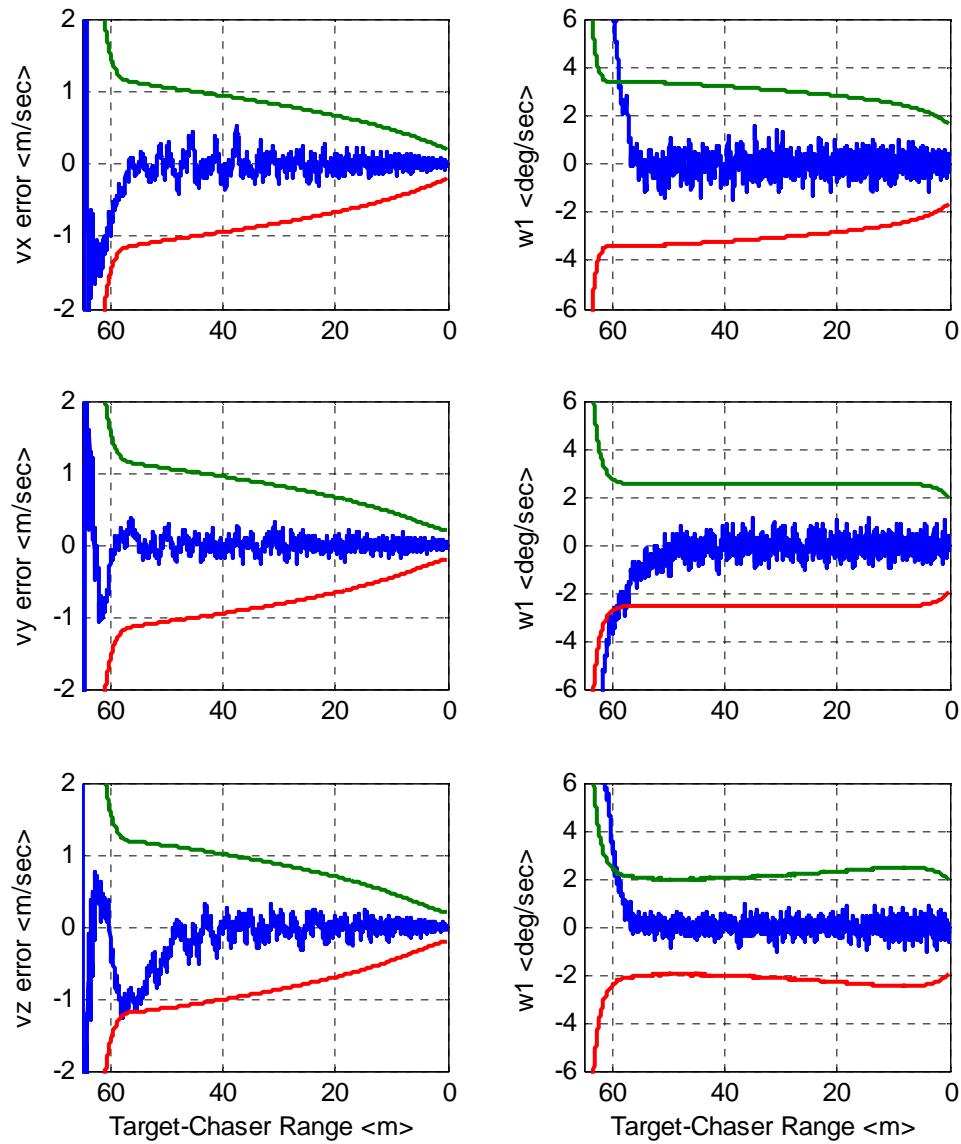 2
1
0
-1
-2
60 40 20 0
vx error <m/sec>
6
4
2
0
-2
-4
-6
60 40 20 0
w1 <deg/sec>
2
1
0
-1
-2
60 40 20 0
vy error <m/sec>
6
4
2
0
-2
-4
-6
60 40 20 0
w1 <deg/sec>
2
1
0
-1
-2
60 40 20 0
vz error <m/sec>
Target-Chaser Range <m>
6
4
2
0
-2
-4
-6
60 40 20 0
w1 <deg/sec>
Target-Chaser Range <m>